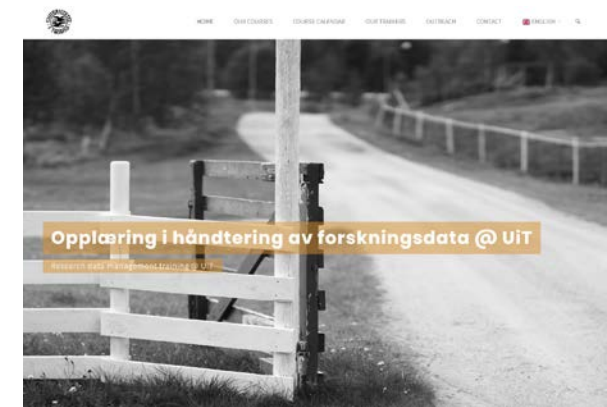 HOME OUR COURSES COURSE CALENDAR OUR TRAINERS OUTREACH CONTACT ENGLISH
Opplæring i håndtering av forskningsdata @ UiT
Research data management training @ UiT